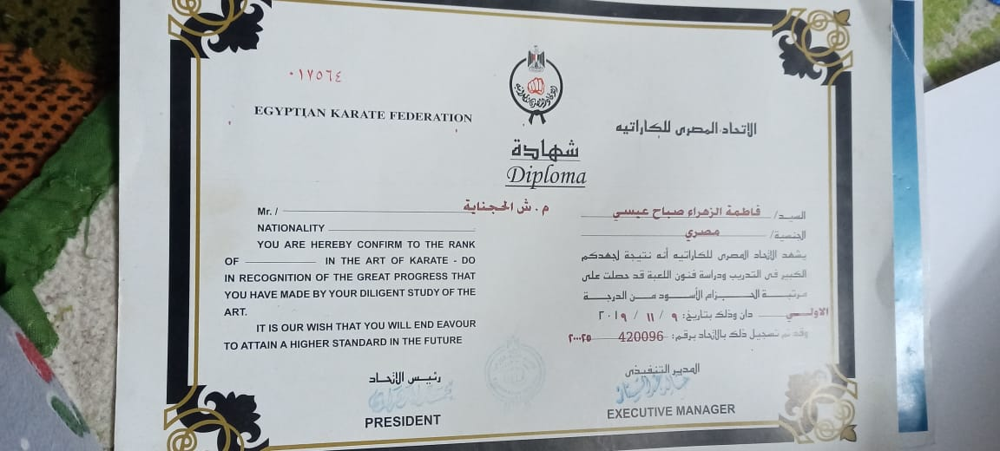 ٠١٧٥٦٤
EGYPTIAN KARATE FEDERATION
الاتحاد المصرى للكاراتيه
شهادة
Diploma
Mr. /
م . ش الحجناية
NATIONALITY
YOU ARE HEREBY CONFIRM TO THE RANK
OF IN THE ART OF KARATE - DO
IN RECOGNITION OF THE GREAT PROGRESS THAT
YOU HAVE MADE BY YOUR DILIGENT STUDY OF THE
ART.
IT IS OUR WISH THAT YOU WILL END EAVOUR
TO ATTAIN A HIGHER STANDARD IN THE FUTURE
السيد/ فاطمة الزهراء صباح عيسي
الجنسية/ مصري
يشهد الاتحاد المصرى للكاراتيه أنه نتيجة لجهدكم
الكبير فى التدريب ودراسة فنون اللعبة قد حصلت على
مرتبة الحزام الأسود من الدرجة
الاولي دان وذلك بتاريخ: ٩ / ١١ / ٢٠١٩
وقد تم تسجيل ذلك بالاتحاد برقم: 420096 ٢٠٠٠٢٥
رئيس الاتحاد
PRESIDENT
المدير التنفيذى
EXECUTIVE MANAGER